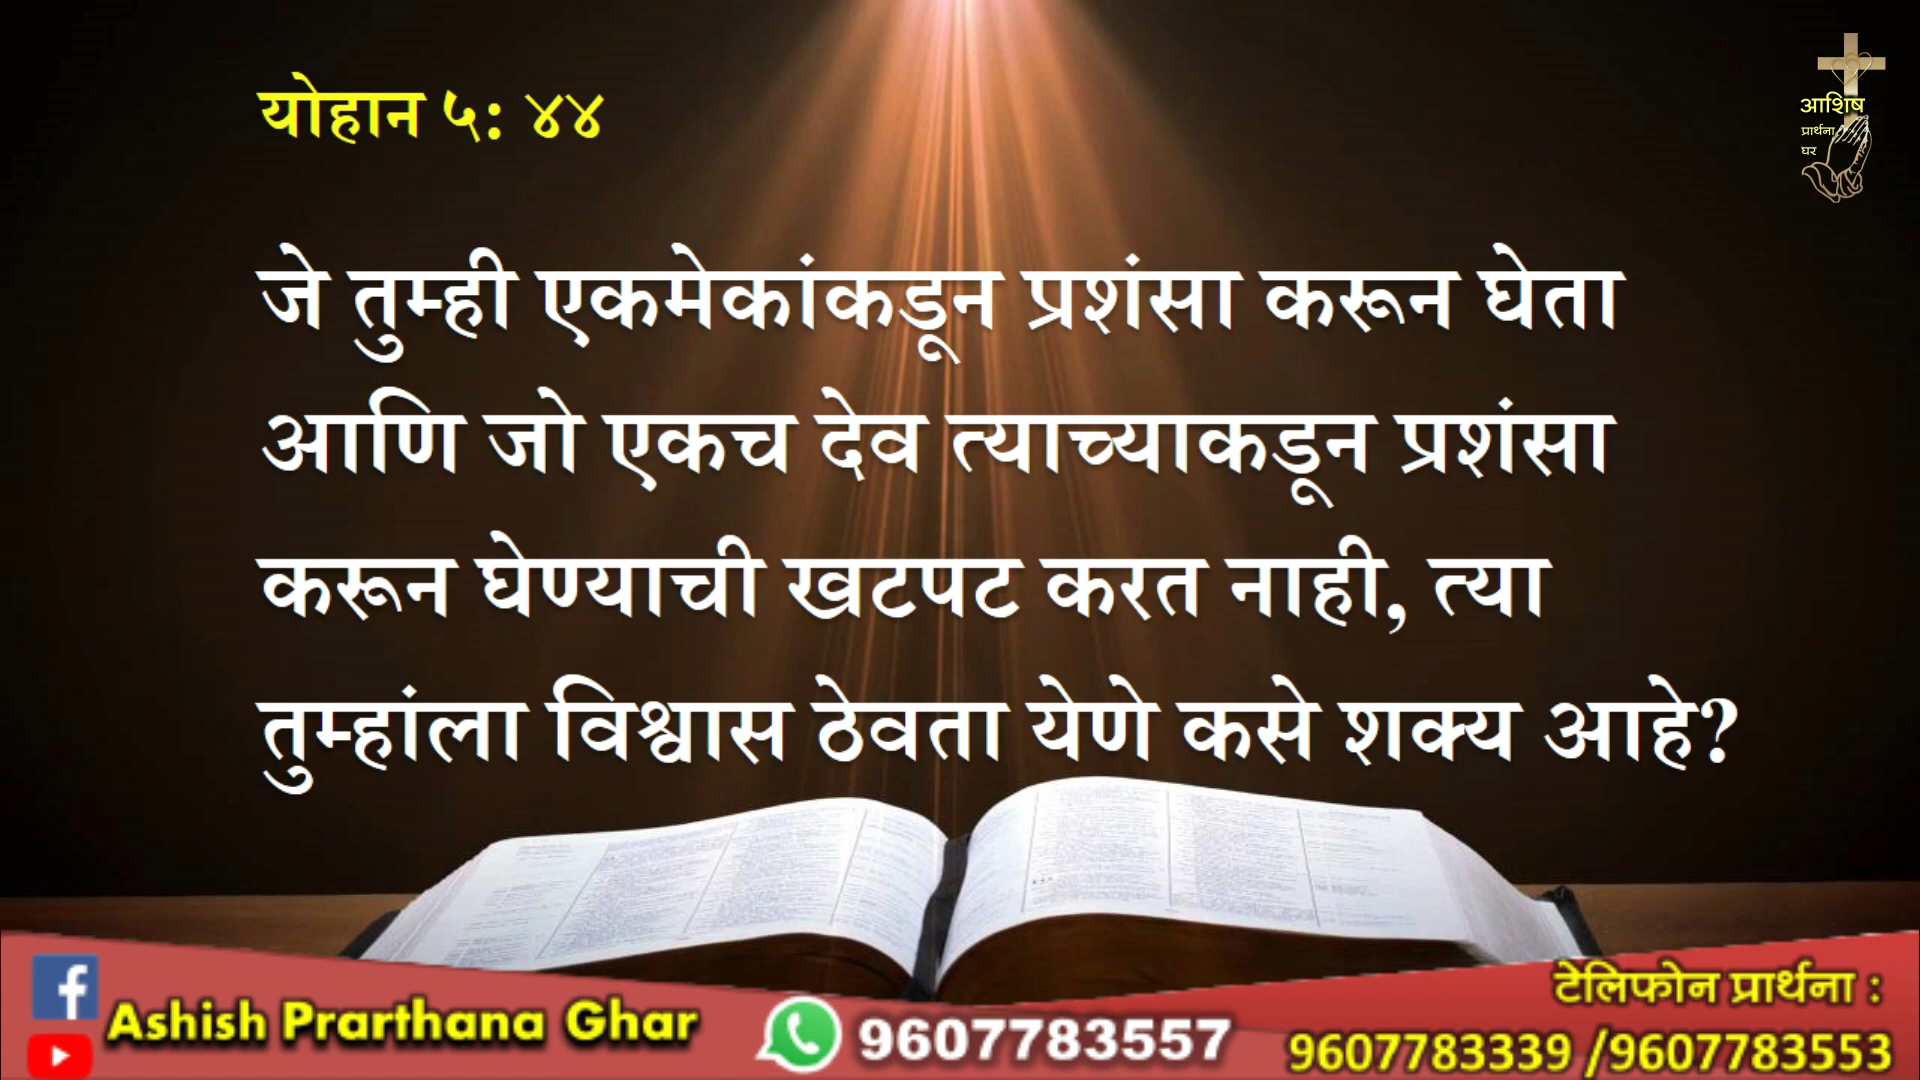 योहान ५: ४४
आशिष
प्रार्थना
घर
जे तुम्ही एकमेकांकडून प्रशंसा करून घेता
आणि जो एकच देव त्याच्याकडून प्रशंसा
करून घेण्याची खटपट करत नाही, त्या
तुम्हांला विश्वास ठेवता येणे कसे शक्य आहे?
Ashish Prarthana Ghar
9607783557
टेलिफोन प्रार्थना :
9607783339 /9607783553